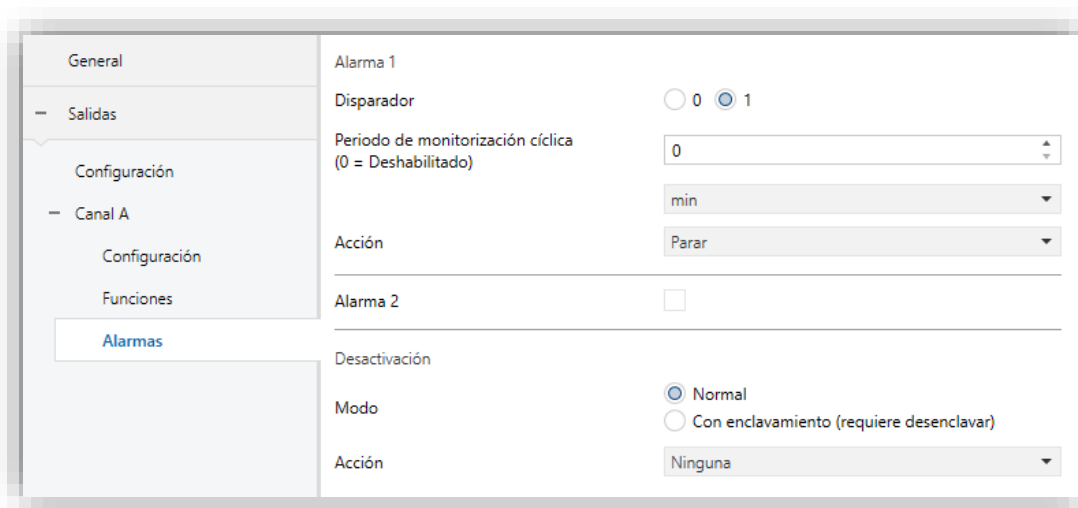 General
− Salidas
Configuración
− Canal A
Configuración
Funciones
Alarmas
Alarma 1
Disparador
0 1
Periodo de monitorización cíclica
(0 = Deshabilitado)
0
min
Acción
Parar
Alarma 2
Desactivación
Modo
Normal
Con enclavamiento (requiere desenclavar)
Acción
Ninguna